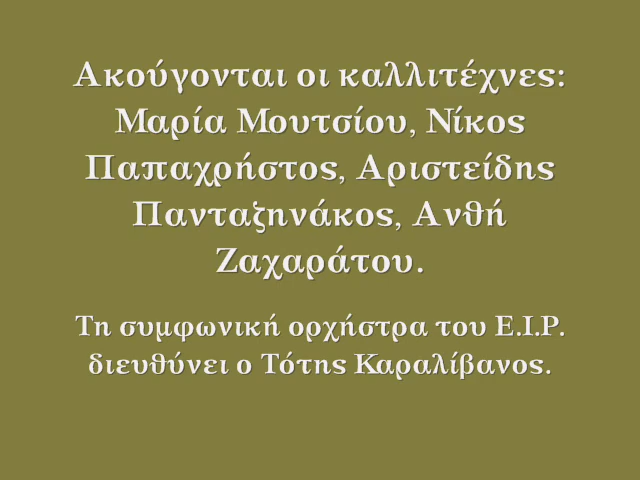 Ακούγονται οι καλλιτέχνες:
Μαρία Μουτσίου, Νίκος
Παπαχρήστος, Αριστείδης
Πανταζηνάκος, Ανθή
Ζαχαράτου.
Τη συμφωνική ορχήστρα του Ε.Ι.Ρ.
διευθύνει ο Τότης Καραλίβανος.